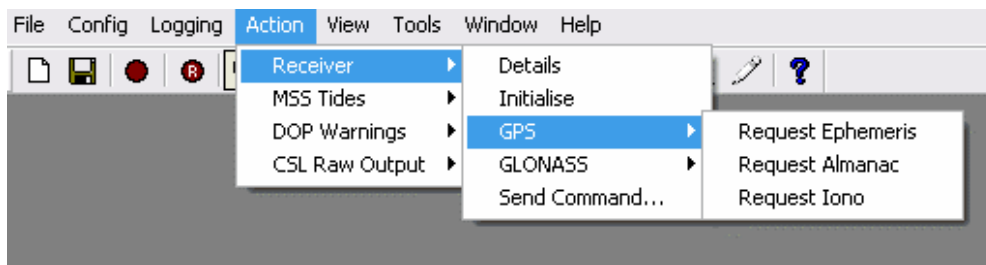 File Config Logging Action View Tools Window Help
R ?
Receiver
MSS Tides
DOP Warnings
CSL Raw Output
Details
Initialise
GPS
GLONASS
Send Command...
Request Ephemeris
Request Almanac
Request Iono